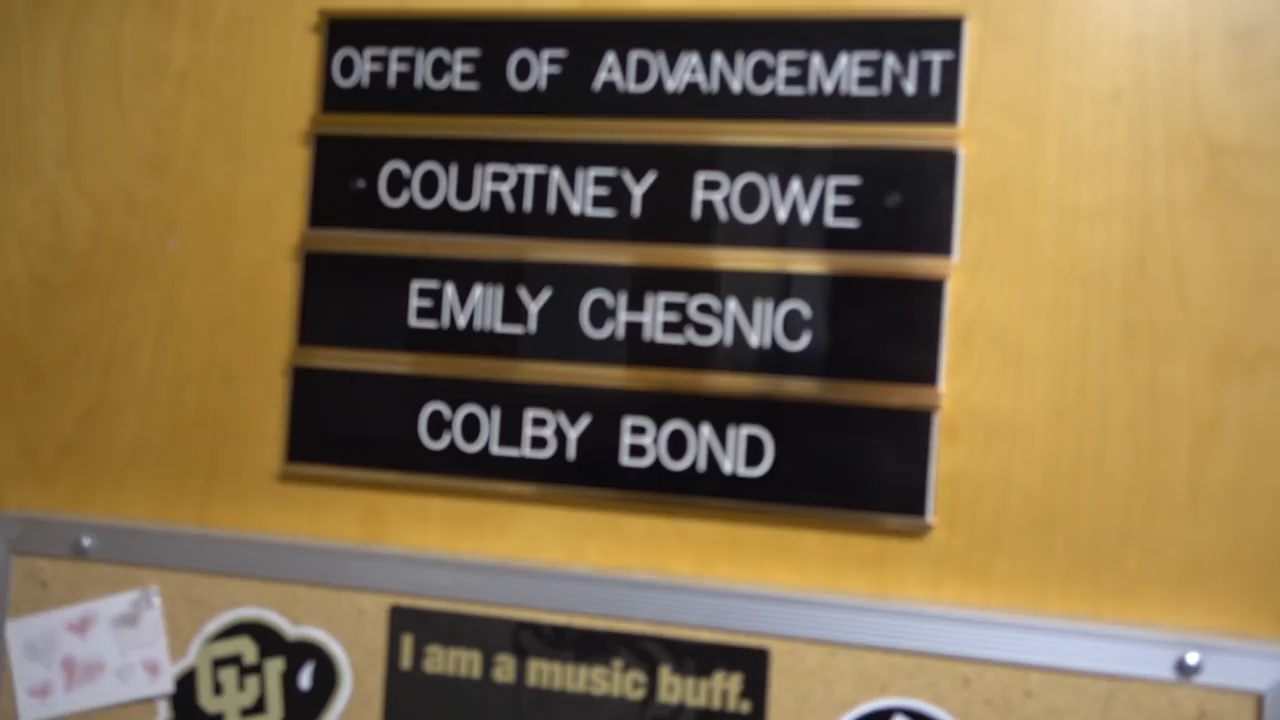 OFFICE OF ADVANCEMENT
COURTNEY ROWE
EMILY CHESNIC
COLBY BOND
CU
I am a music buff.